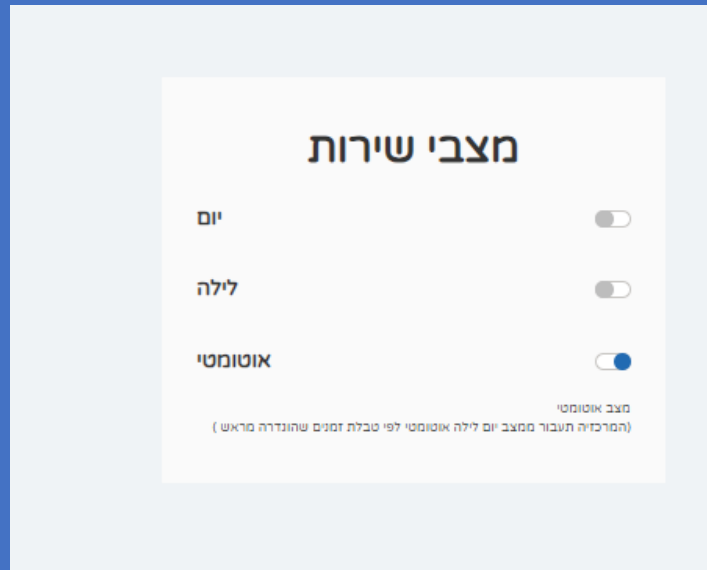 מצבי שירות
יום
לילה
אוטומטי
מצב אוטומטי
(המרכזיה תעבור ממצב יום לילה אוטומטי לפי טבלת זמנים שהוגדרה מראש )